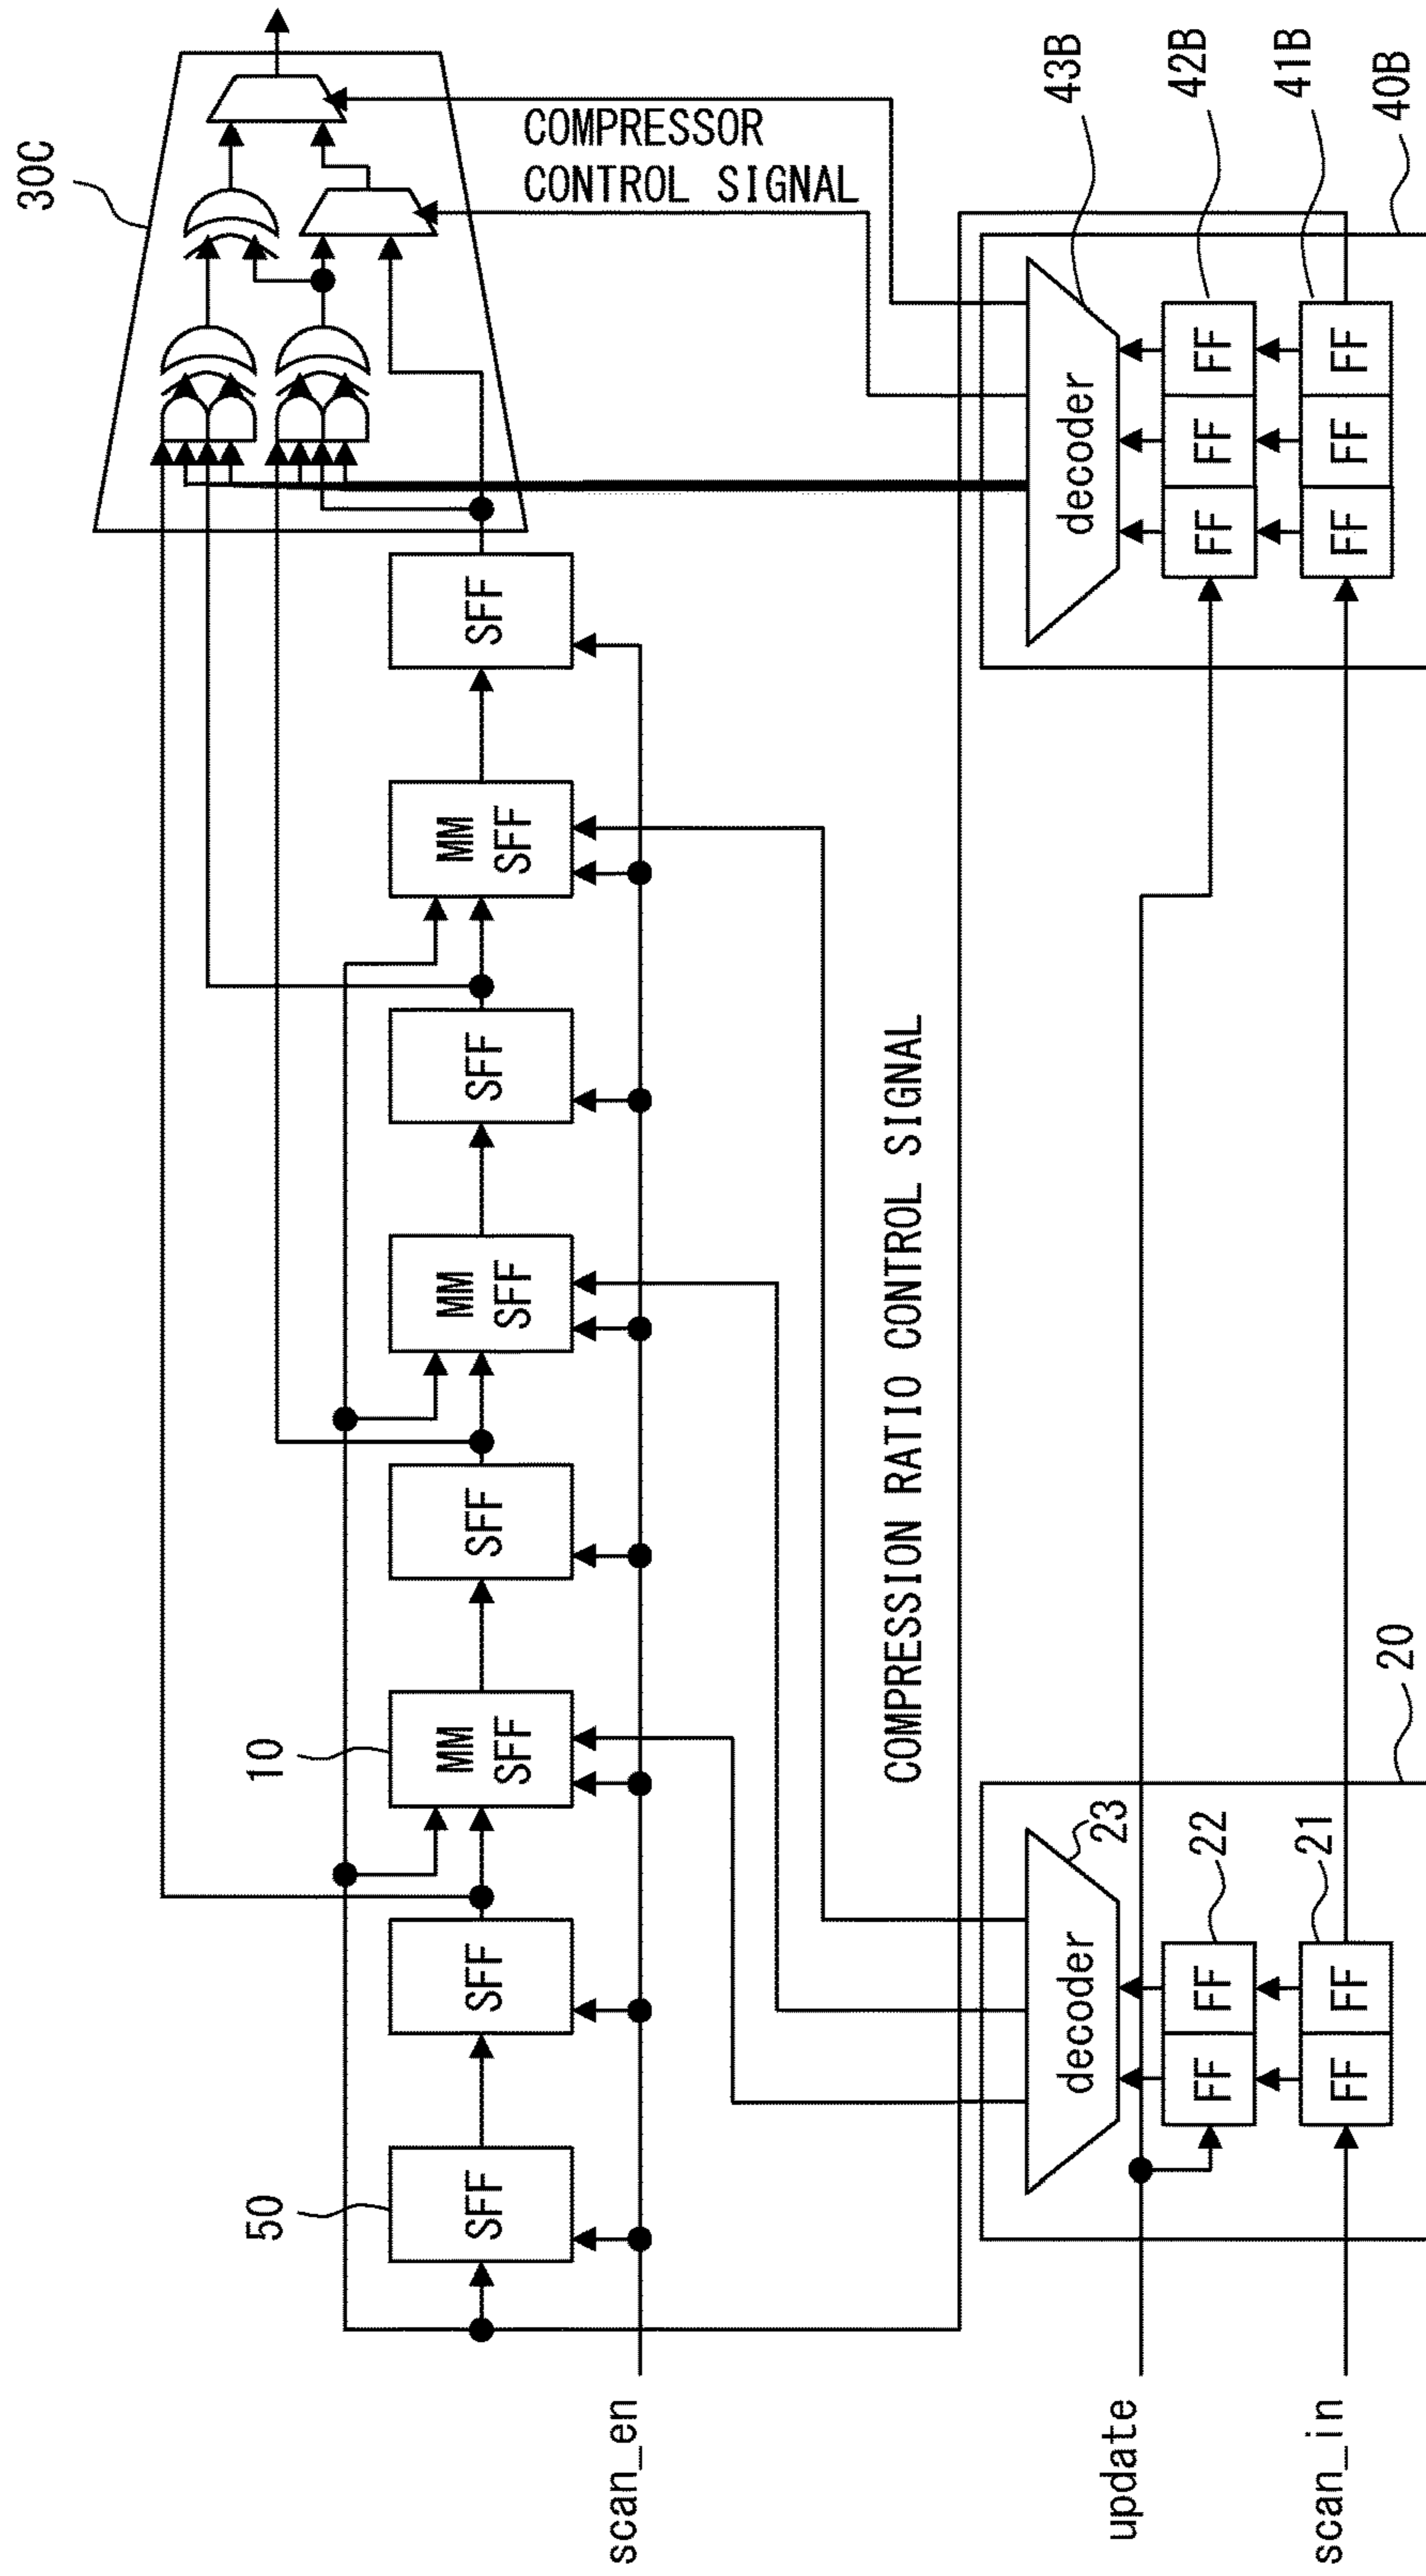 30C
COMPRESSOR
CONTROL SIGNAL
50
10
SFF
SFF
MM
SFF
SFF
MM
SFF
SFF
MM
SFF
SFF
scan_en
COMPRESSION RATIO CONTROL SIGNAL
decoder
23
decoder
43B
update
FF
FF
22
FF
FF
FF
42B
scan_in
FF
FF
21
FF
FF
FF
41B
20
40B